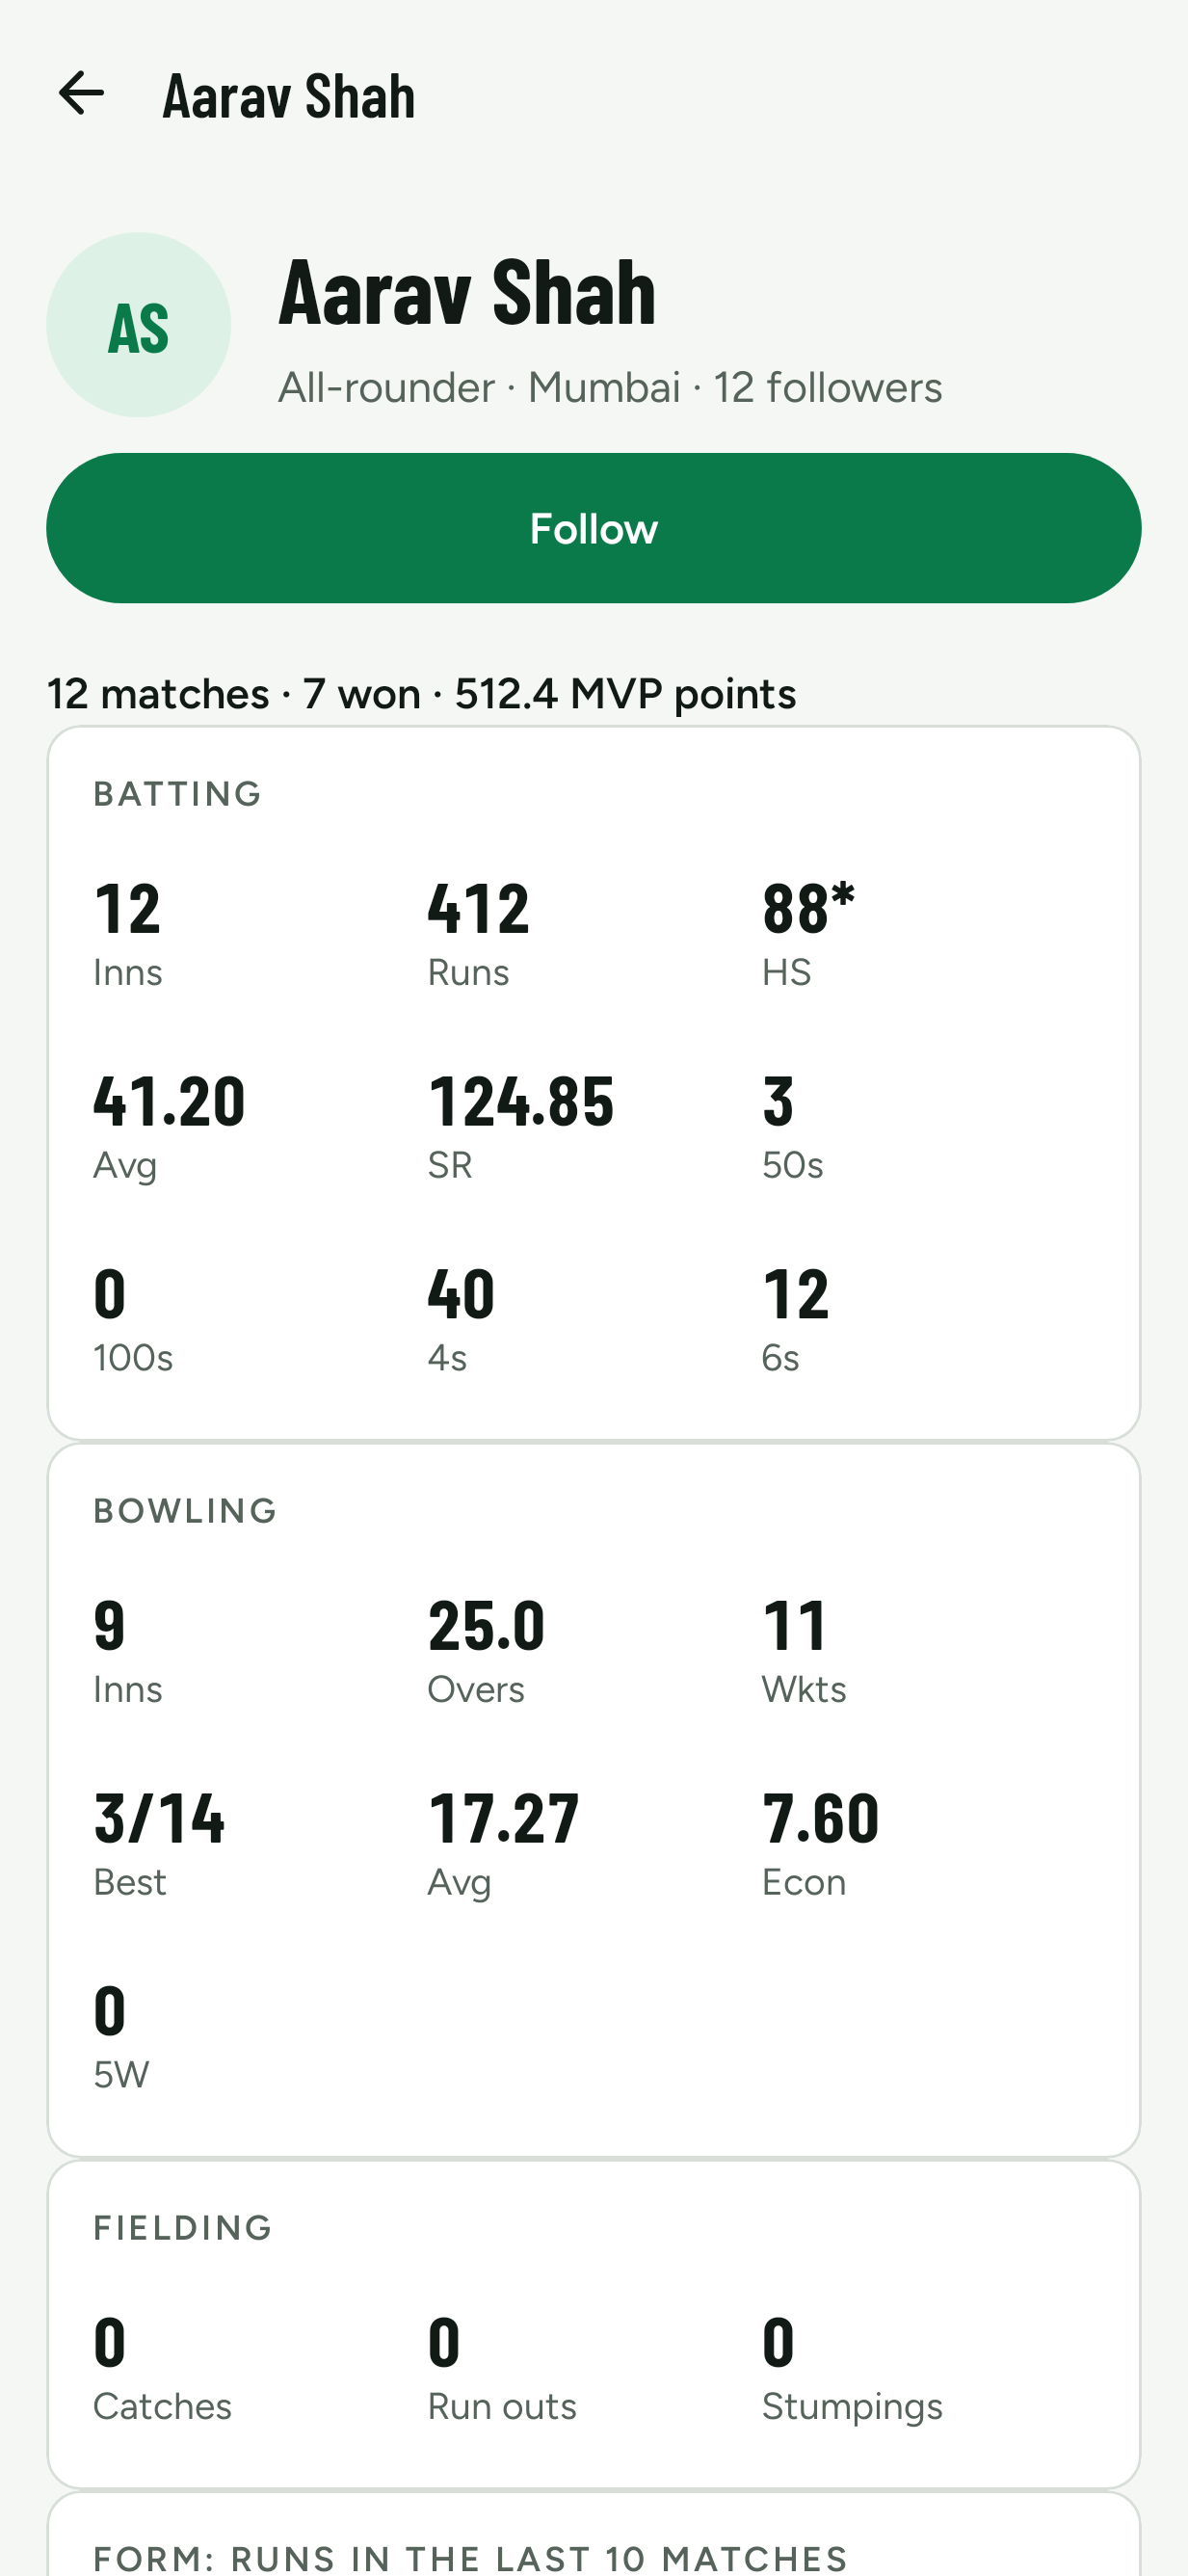 Aarav Shah
AS
Aarav Shah
All-rounder · Mumbai · 12 followers
Follow
12 matches · 7 won · 512.4 MVP points
BATTING
12 412 88*
Inns Runs HS
41.20 124.85 3
Avg SR 50s
0 40 12
100s 4s 6s
BOWLING
9 25.0 11
Inns Overs Wkts
3/14 17.27 7.60
Best Avg Econ
0
5W
FIELDING
0 0 0
Catches Run outs Stumpings
FORM: RUNS IN THE LAST 10 MATCHES